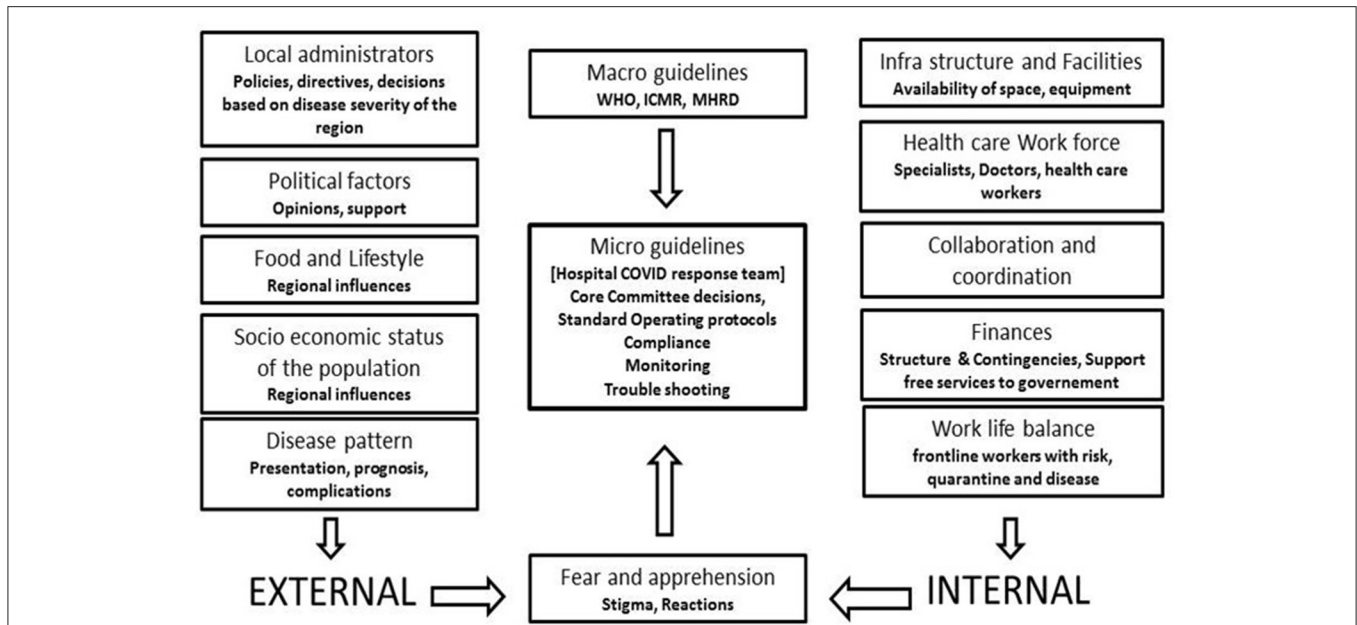 Local administrators
Policies, directives, decisions
based on disease severity of the
region
Political factors
Opinions, support
Food and Lifestyle
Regional influences
Socio economic status
of the population
Regional influences
Disease pattern
Presentation, prognosis,
complications
EXTERNAL
Macro guidelines
WHO, ICMR, MHRD
Micro guidelines
[Hospital COVID response team]
Core Committee decisions,
Standard Operating protocols
Compliance
Monitoring
Trouble shooting
Fear and apprehension
Stigma, Reactions
Infra structure and Facilities
Availability of space, equipment
Health care Work force
Specialists, Doctors, health care
workers
Collaboration and
coordination
Finances
Structure & Contingencies, Support
free services to governement
Work life balance
frontline workers with risk,
quarantine and disease
INTERNAL